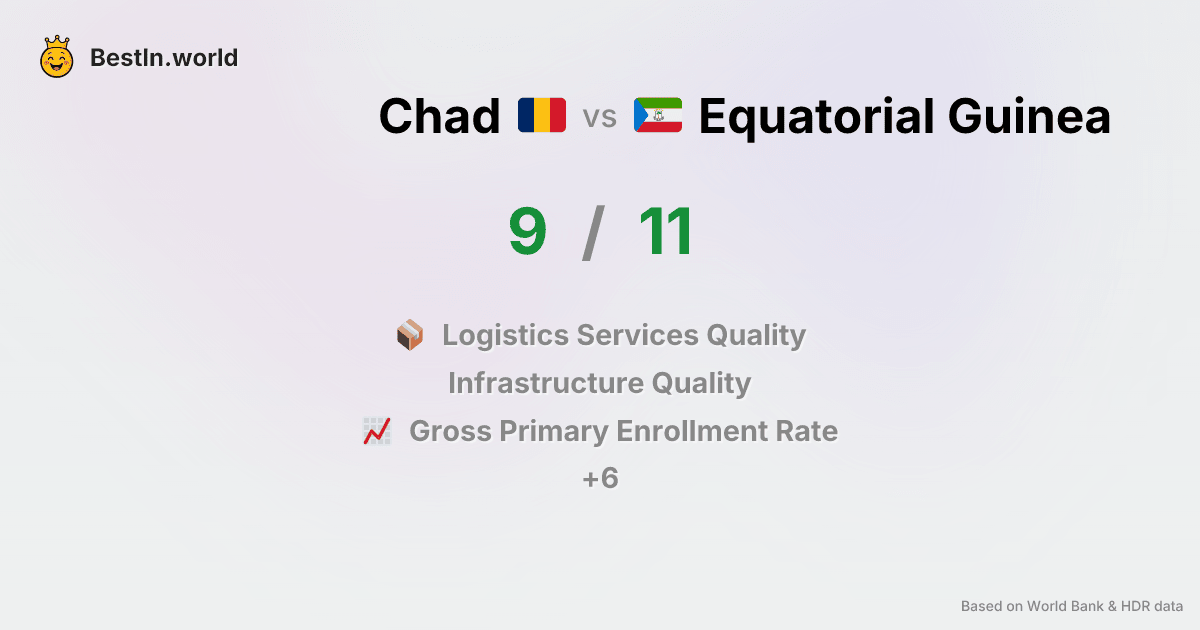 BestIn.world
Chad vs Equatorial Guinea
9 / 11
Logistics Services Quality
Infrastructure Quality
Gross Primary Enrollment Rate
+6
Based on World Bank & HDR data